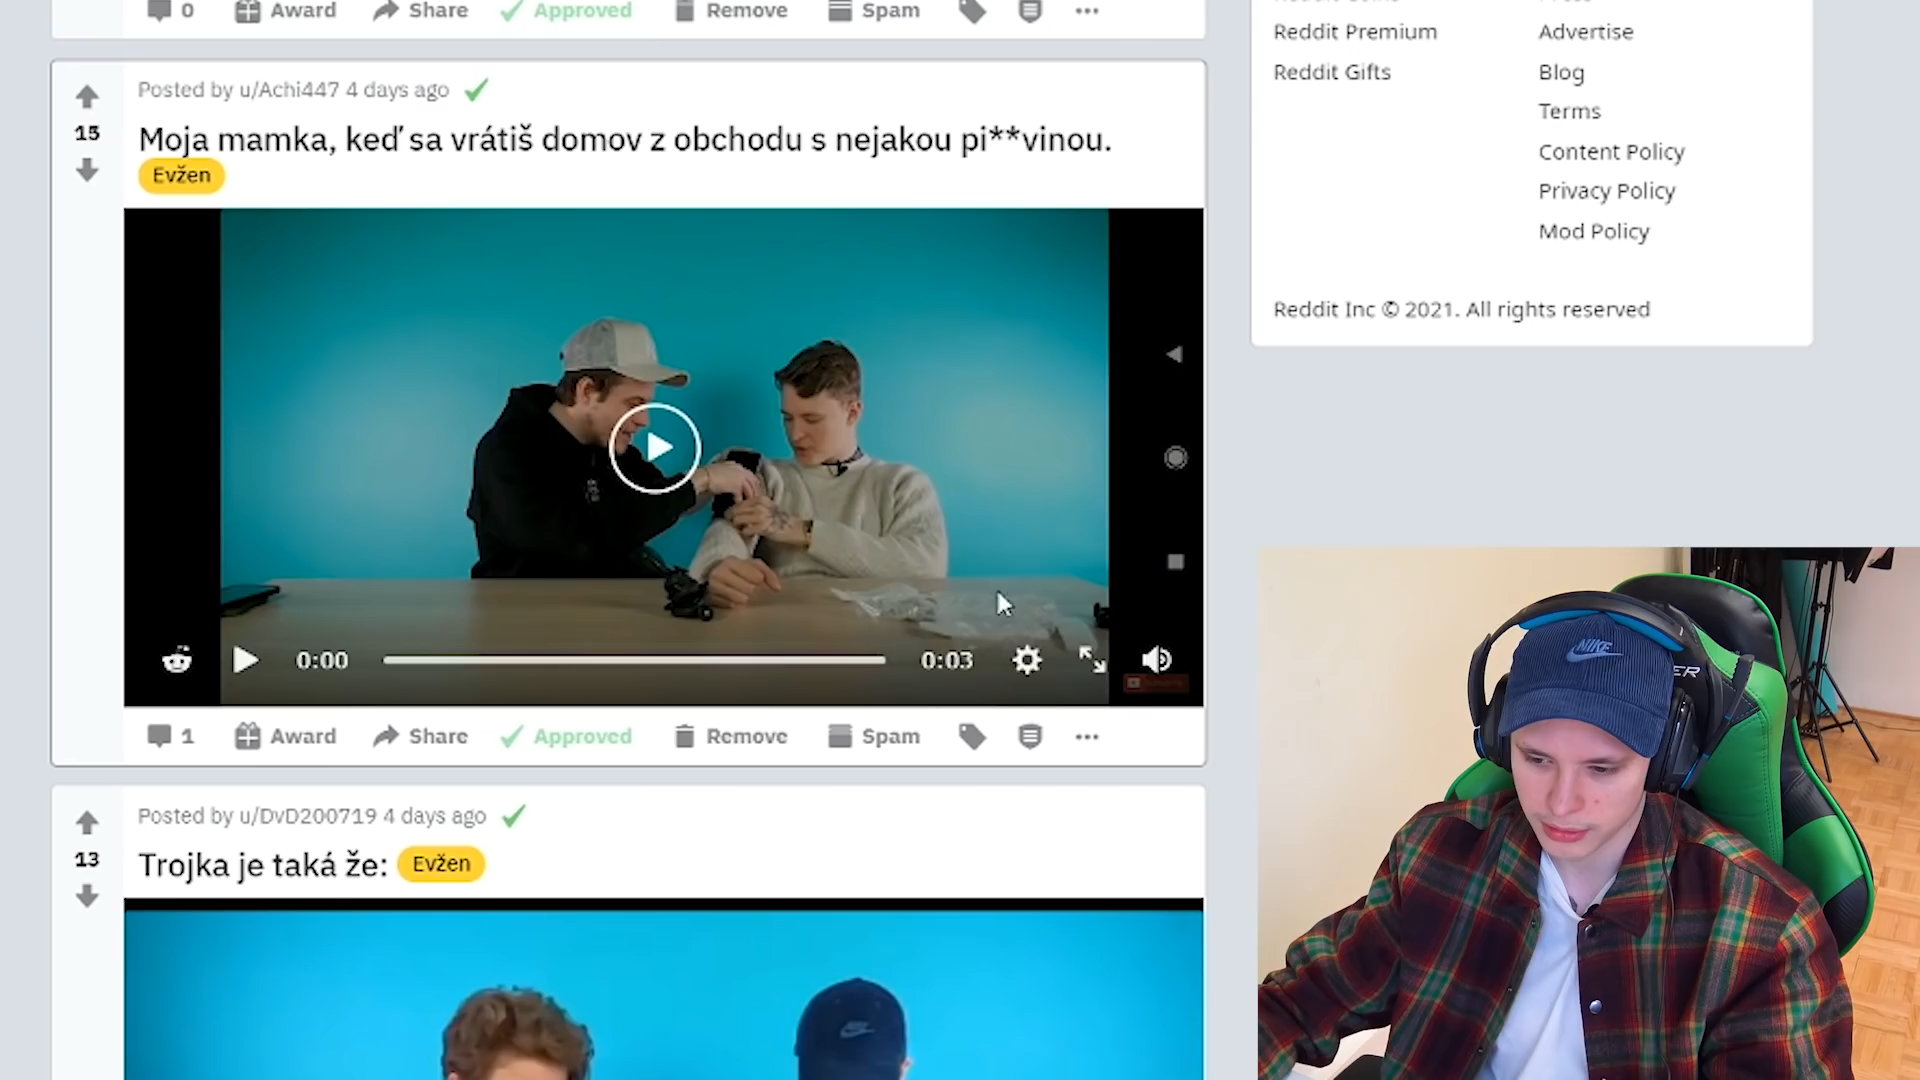 0 Award Share Approved Remove Spam
Reddit Premium Advertise
Reddit Gifts Blog
Terms
Content Policy
Privacy Policy
Mod Policy
Reddit Inc © 2021. All rights reserved
Posted by u/Achi447 4 days ago
15
Moja mamka, keď sa vrátiš domov z obchodu s nejakou pi**vinou.
Evžen
0:00 0:03
1 Award Share Approved Remove Spam
Posted by u/DvD200719 4 days ago
13
Trojka je taká že: Evžen
NIKE
ER